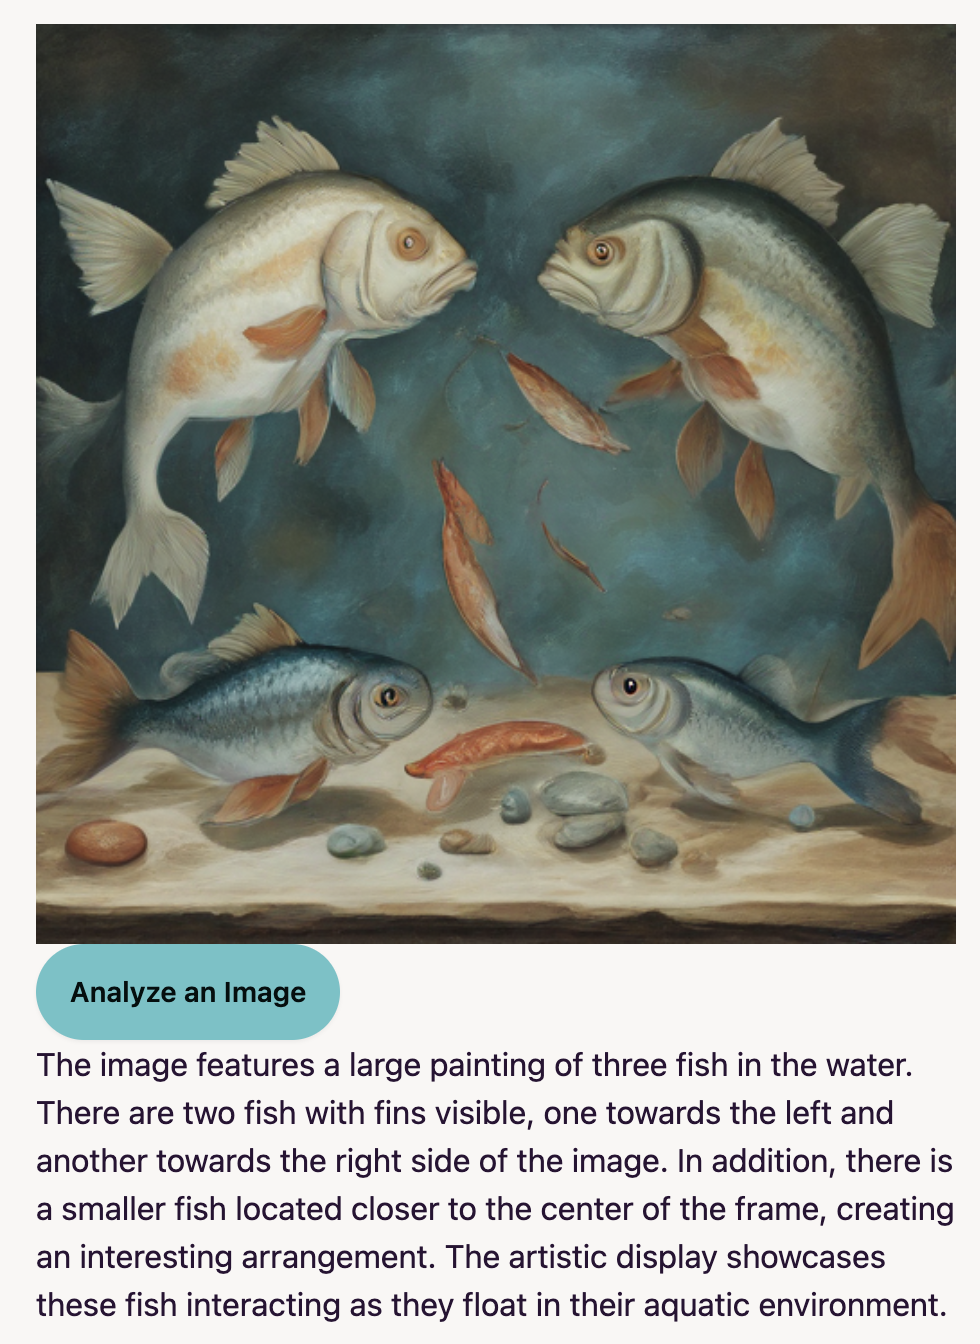 Analyze an Image
The image features a large painting of three fish in the water.
There are two fish with fins visible, one towards the left and
another towards the right side of the image. In addition, there is
a smaller fish located closer to the center of the frame, creating
an interesting arrangement. The artistic display showcases
these fish interacting as they float in their aquatic environment.